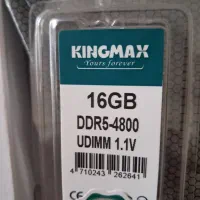 KINGMAX
Yours forever
16GB
DDR5-4800
UDIMM 1.1V
4 710243 262641